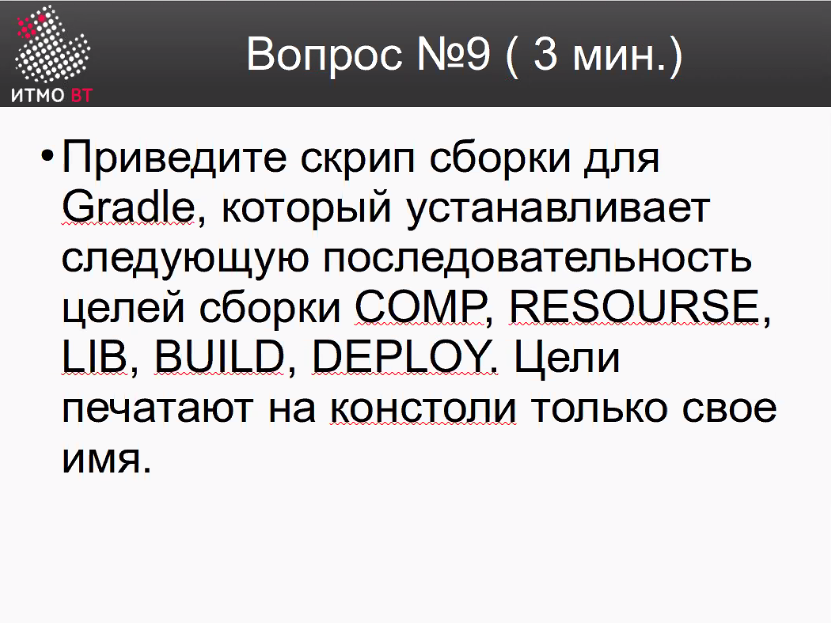 ИТМО ВТ
Вопрос №9 ( 3 мин.)
•Приведите скрип сборки для
Gradle, который устанавливает
следующую последовательность
целей сборки COMP, RESOURSE,
LIB, BUILD, DEPLOY. Цели
печатают на констоли только свое
имя.